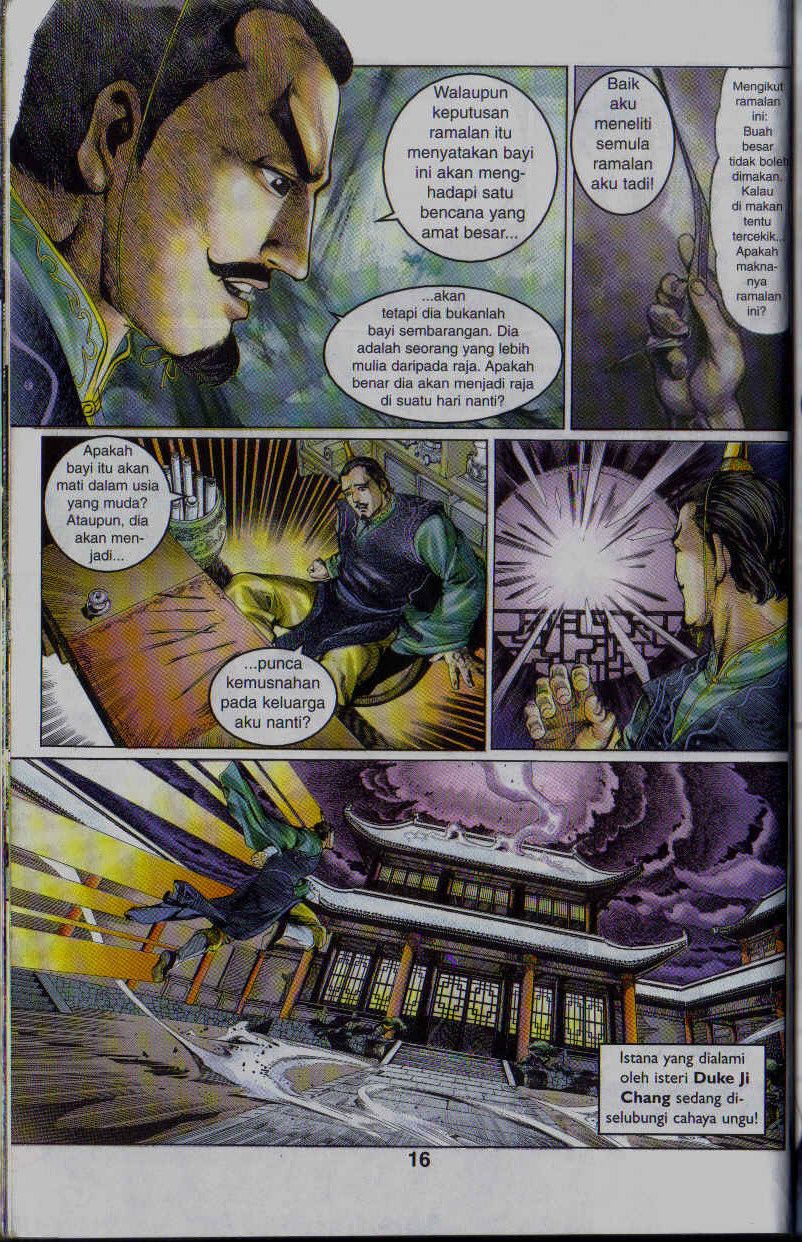 Walaupun
keputusan
ramalan itu
menyatakan bayi
ini akan meng-
hadapi satu
bencana yang
amat besar...
...akan
tetapi dia bukanlah
bayi sembarangan. Dia
adalah seorang yang lebih
mulia daripada raja. Apakah
benar dia akan menjadi raja
di suatu hari nanti?
Baik
aku
meneliti
semula
ramalan
aku tadi!
Mengikut
ramalan
ini:
Buah
besar
tidak boleh
dimakan.
Kalau
di makan
tentu
tercekik...
Apakah
makna-
nya
ramalan
ini?
Apakah
bayi itu akan
mati dalam usia
yang muda?
Ataupun, dia
akan men-
jadi...
...punca
kemusnahan
pada keluarga
aku nanti?
Istana yang dialami
oleh isteri Duke Ji
Chang sedang di-
selubungi cahaya ungu!
16